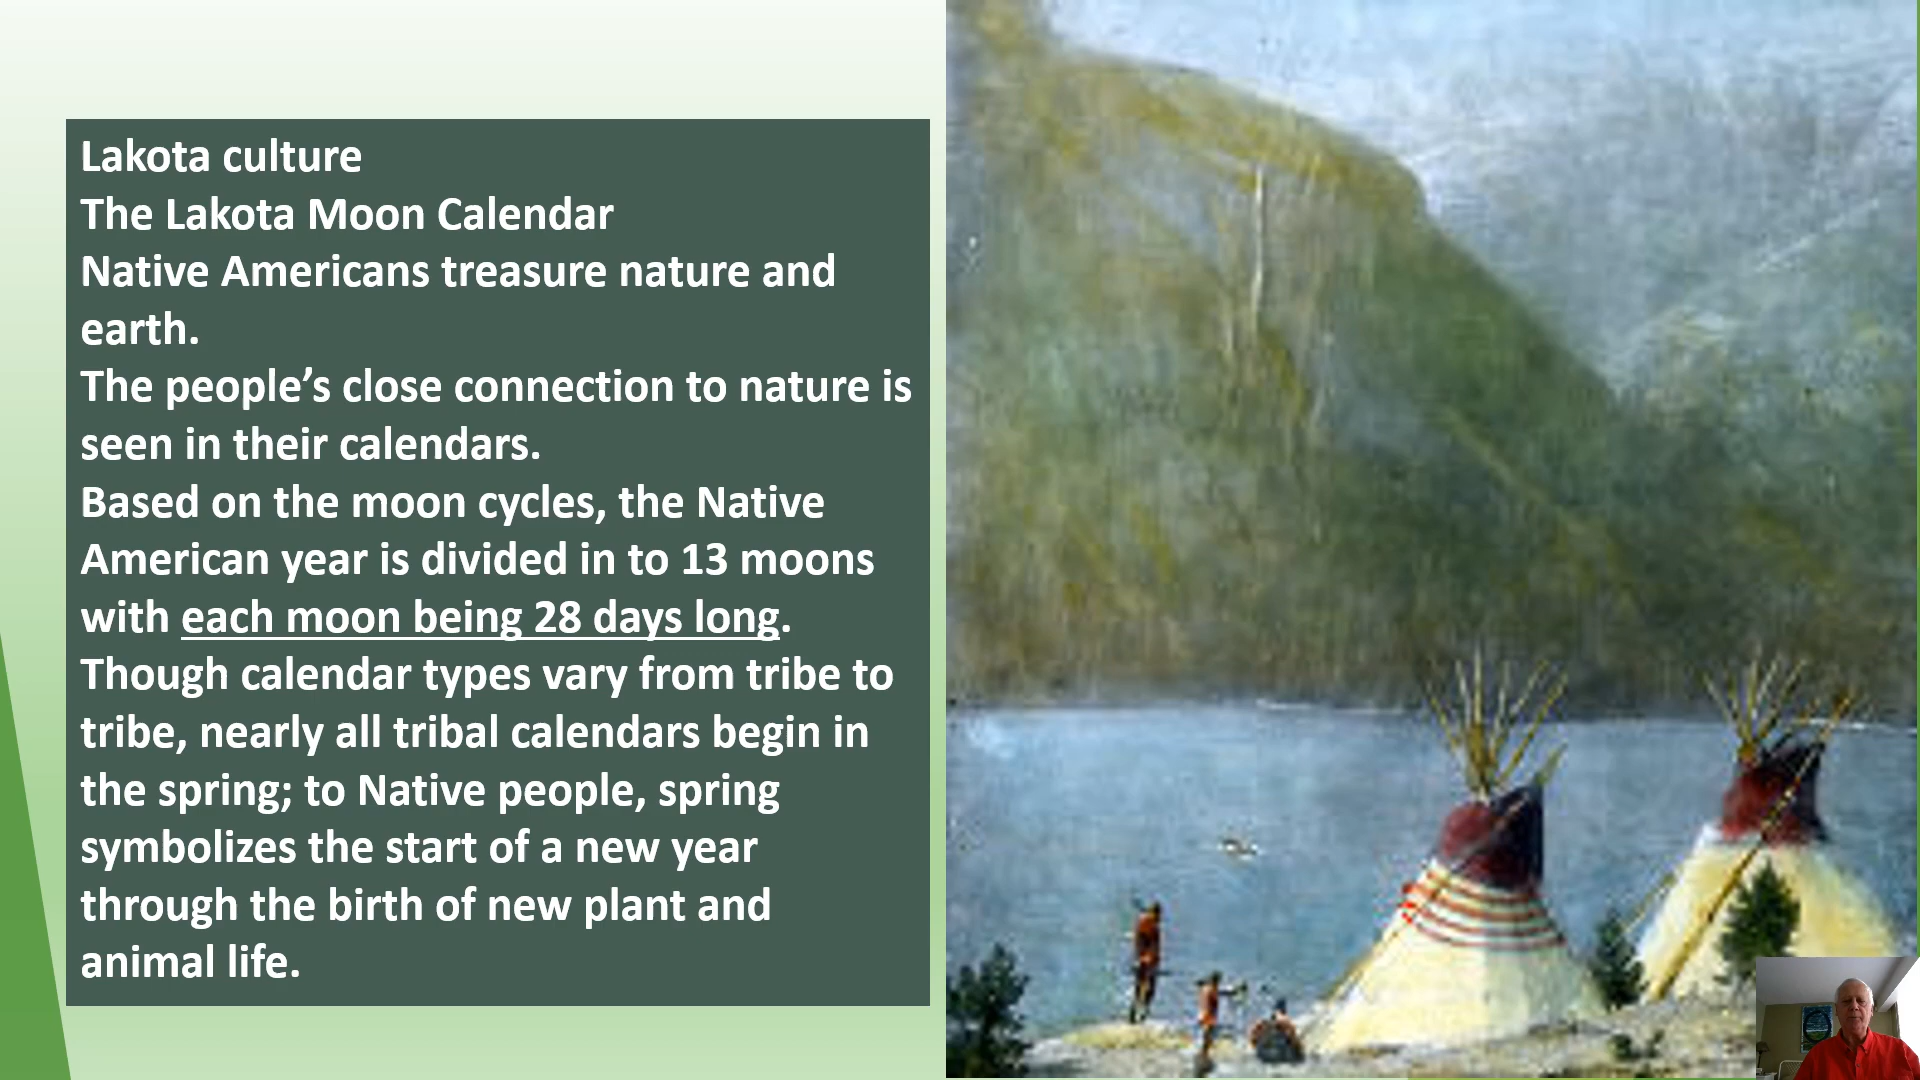 Lakota culture
The Lakota Moon Calendar
Native Americans treasure nature and
earth.
The people’s close connection to nature is
seen in their calendars.
Based on the moon cycles, the Native
American year is divided in to 13 moons
with each moon being 28 days long.
Though calendar types vary from tribe to
tribe, nearly all tribal calendars begin in
the spring; to Native people, spring
symbolizes the start of a new year
through the birth of new plant and
animal life.